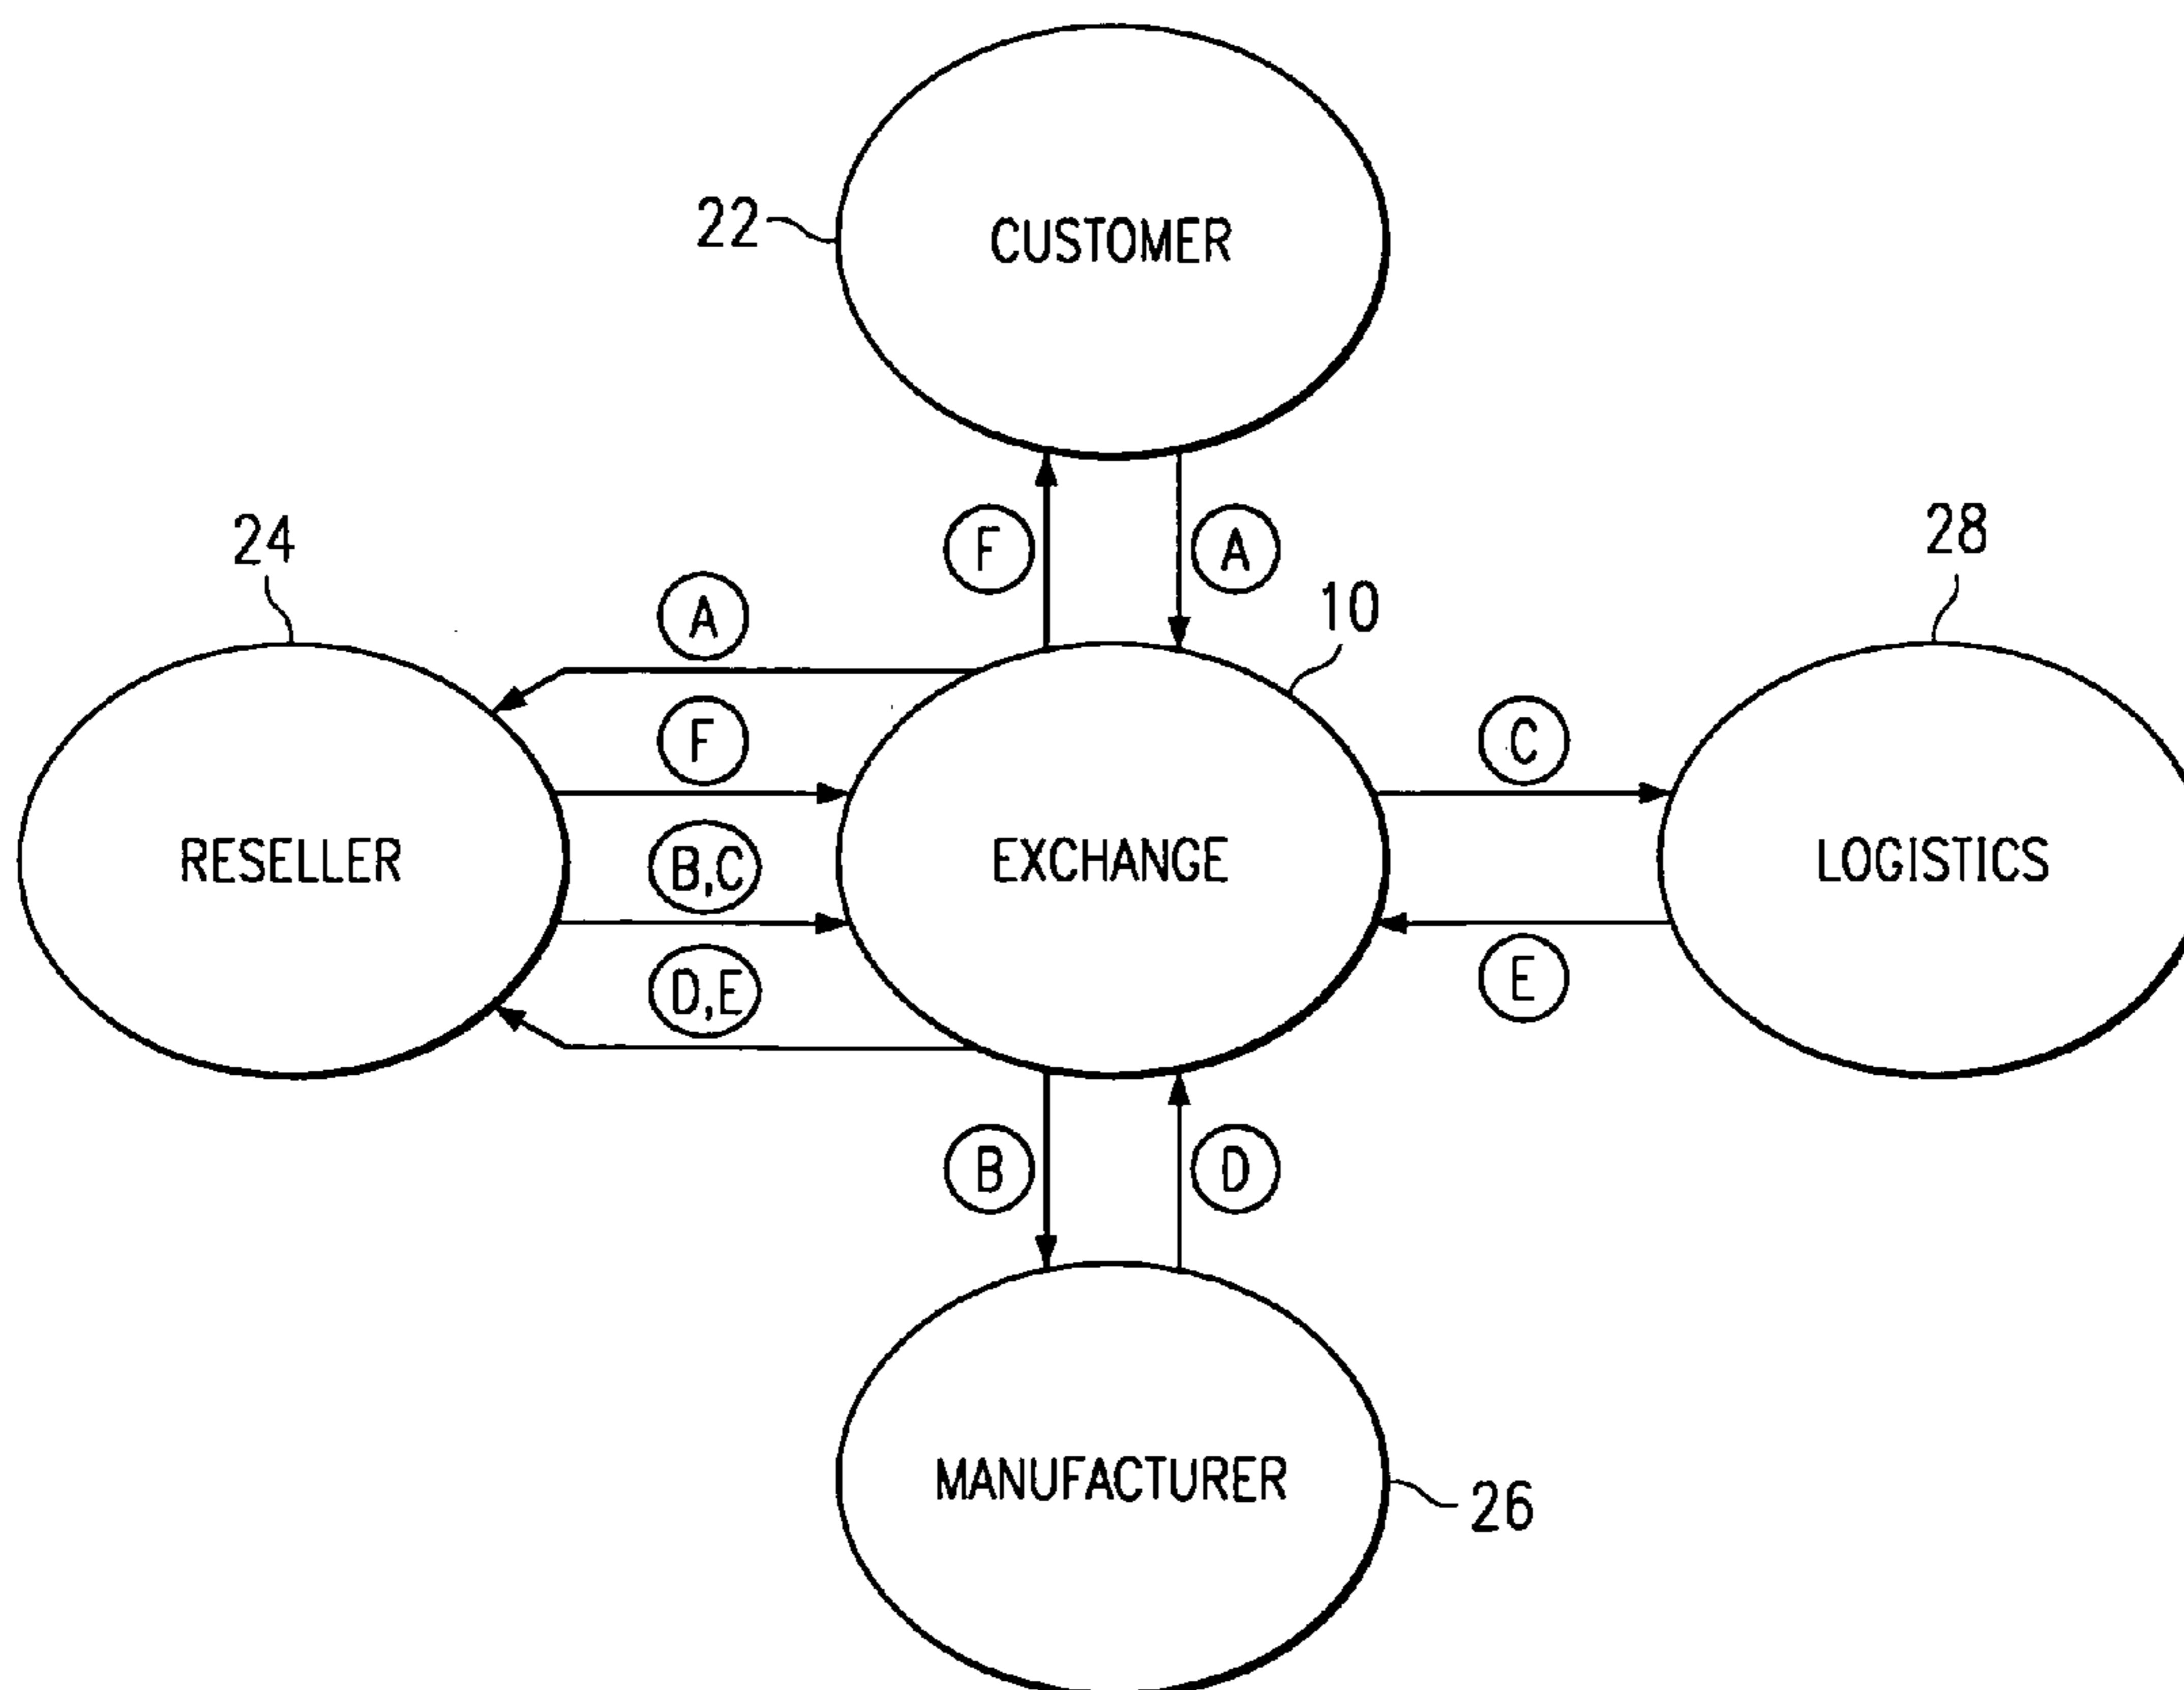 22
CUSTOMER
24
F
A
28
A
10
F
C
RESELLER
B,C
EXCHANGE
LOGISTICS
D,E
E
B
D
MANUFACTURER
26